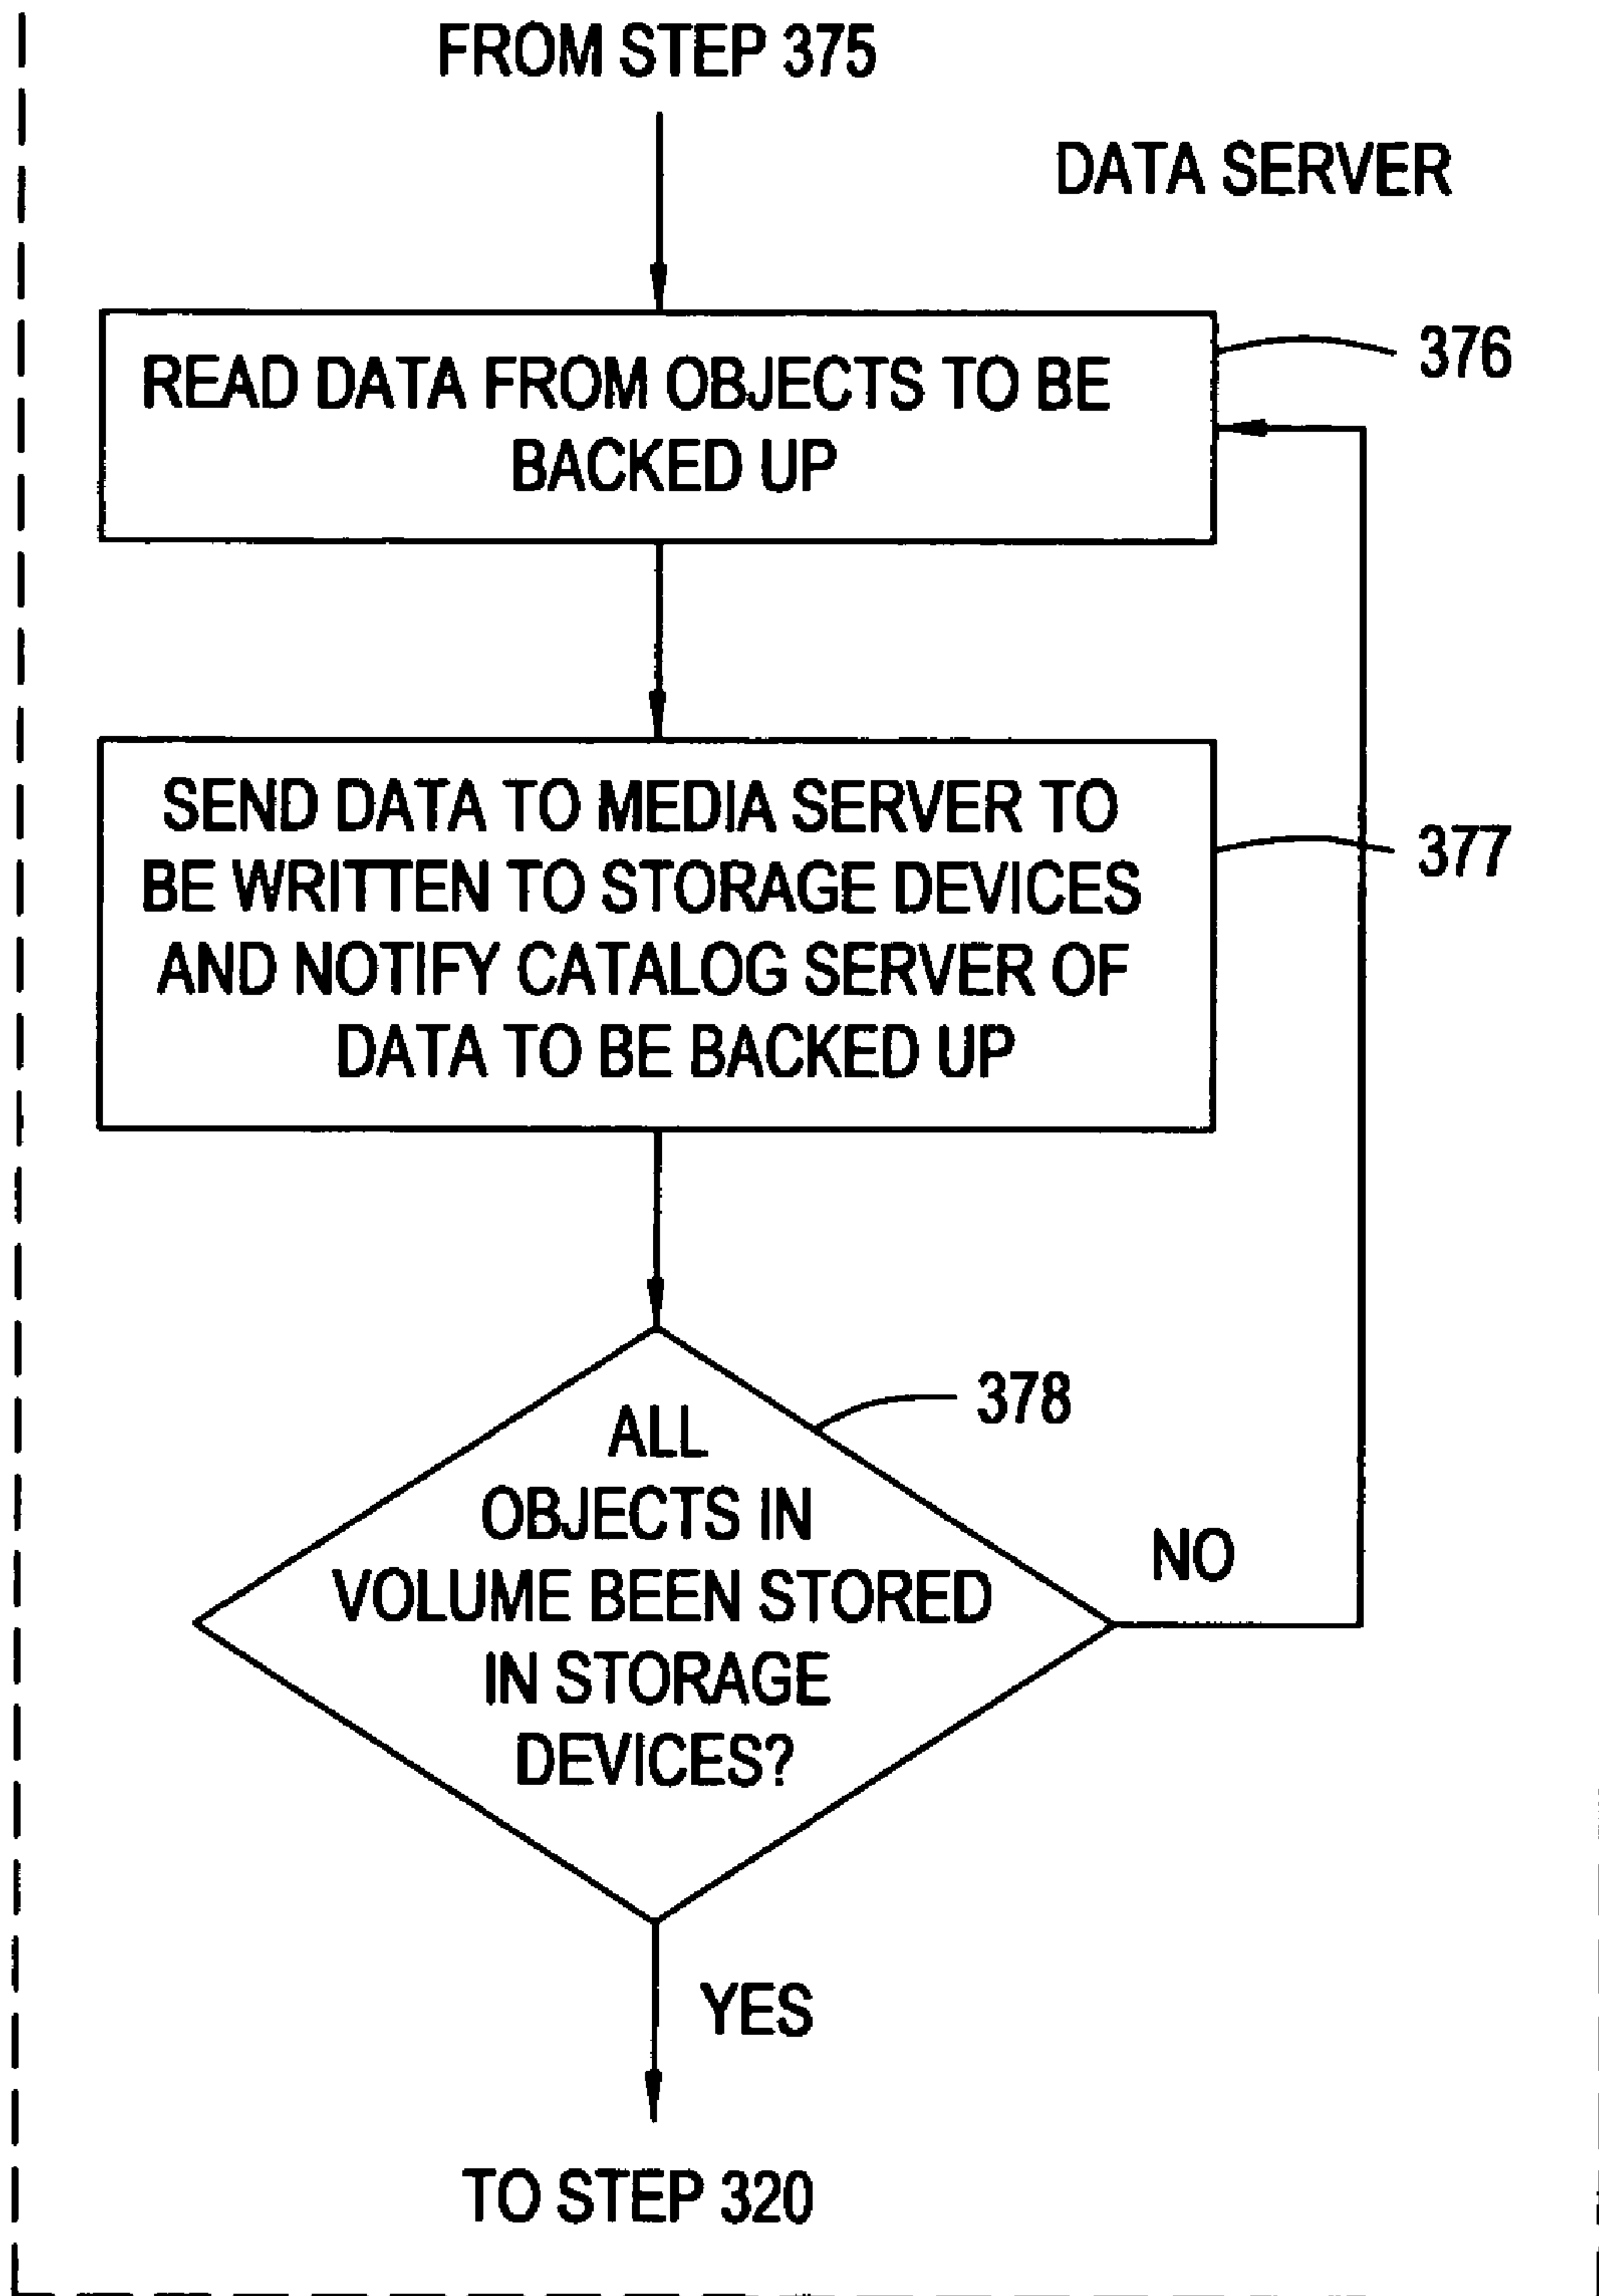 FROM STEP 375
DATA SERVER
READ DATA FROM OBJECTS TO BE
BACKED UP
376
SEND DATA TO MEDIA SERVER TO
BE WRITTEN TO STORAGE DEVICES
AND NOTIFY CATALOG SERVER OF
DATA TO BE BACKED UP
377
378
ALL
OBJECTS IN
VOLUME BEEN STORED
IN STORAGE
DEVICES?
NO
YES
TO STEP 320